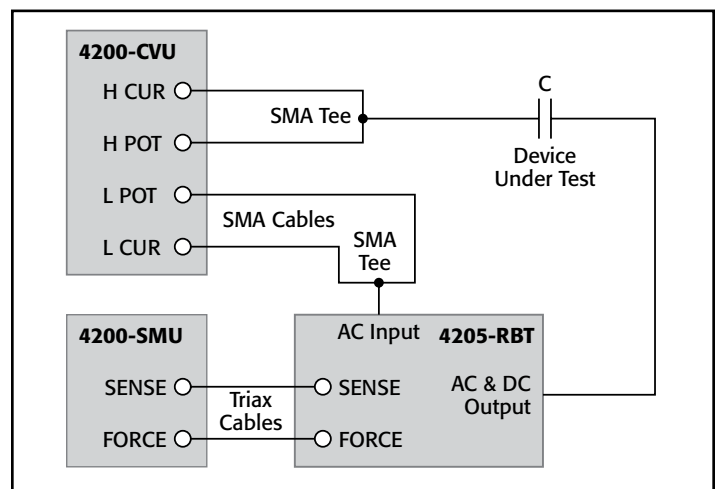 4200-CVU
H CUR
H POT
L POT
L CUR
SMA Tee
C
Device
Under Test
SMA Cables
SMA
Tee
4200-SMU
SENSE
FORCE
Triax
Cables
AC Input
4205-RBT
SENSE
FORCE
AC & DC
Output